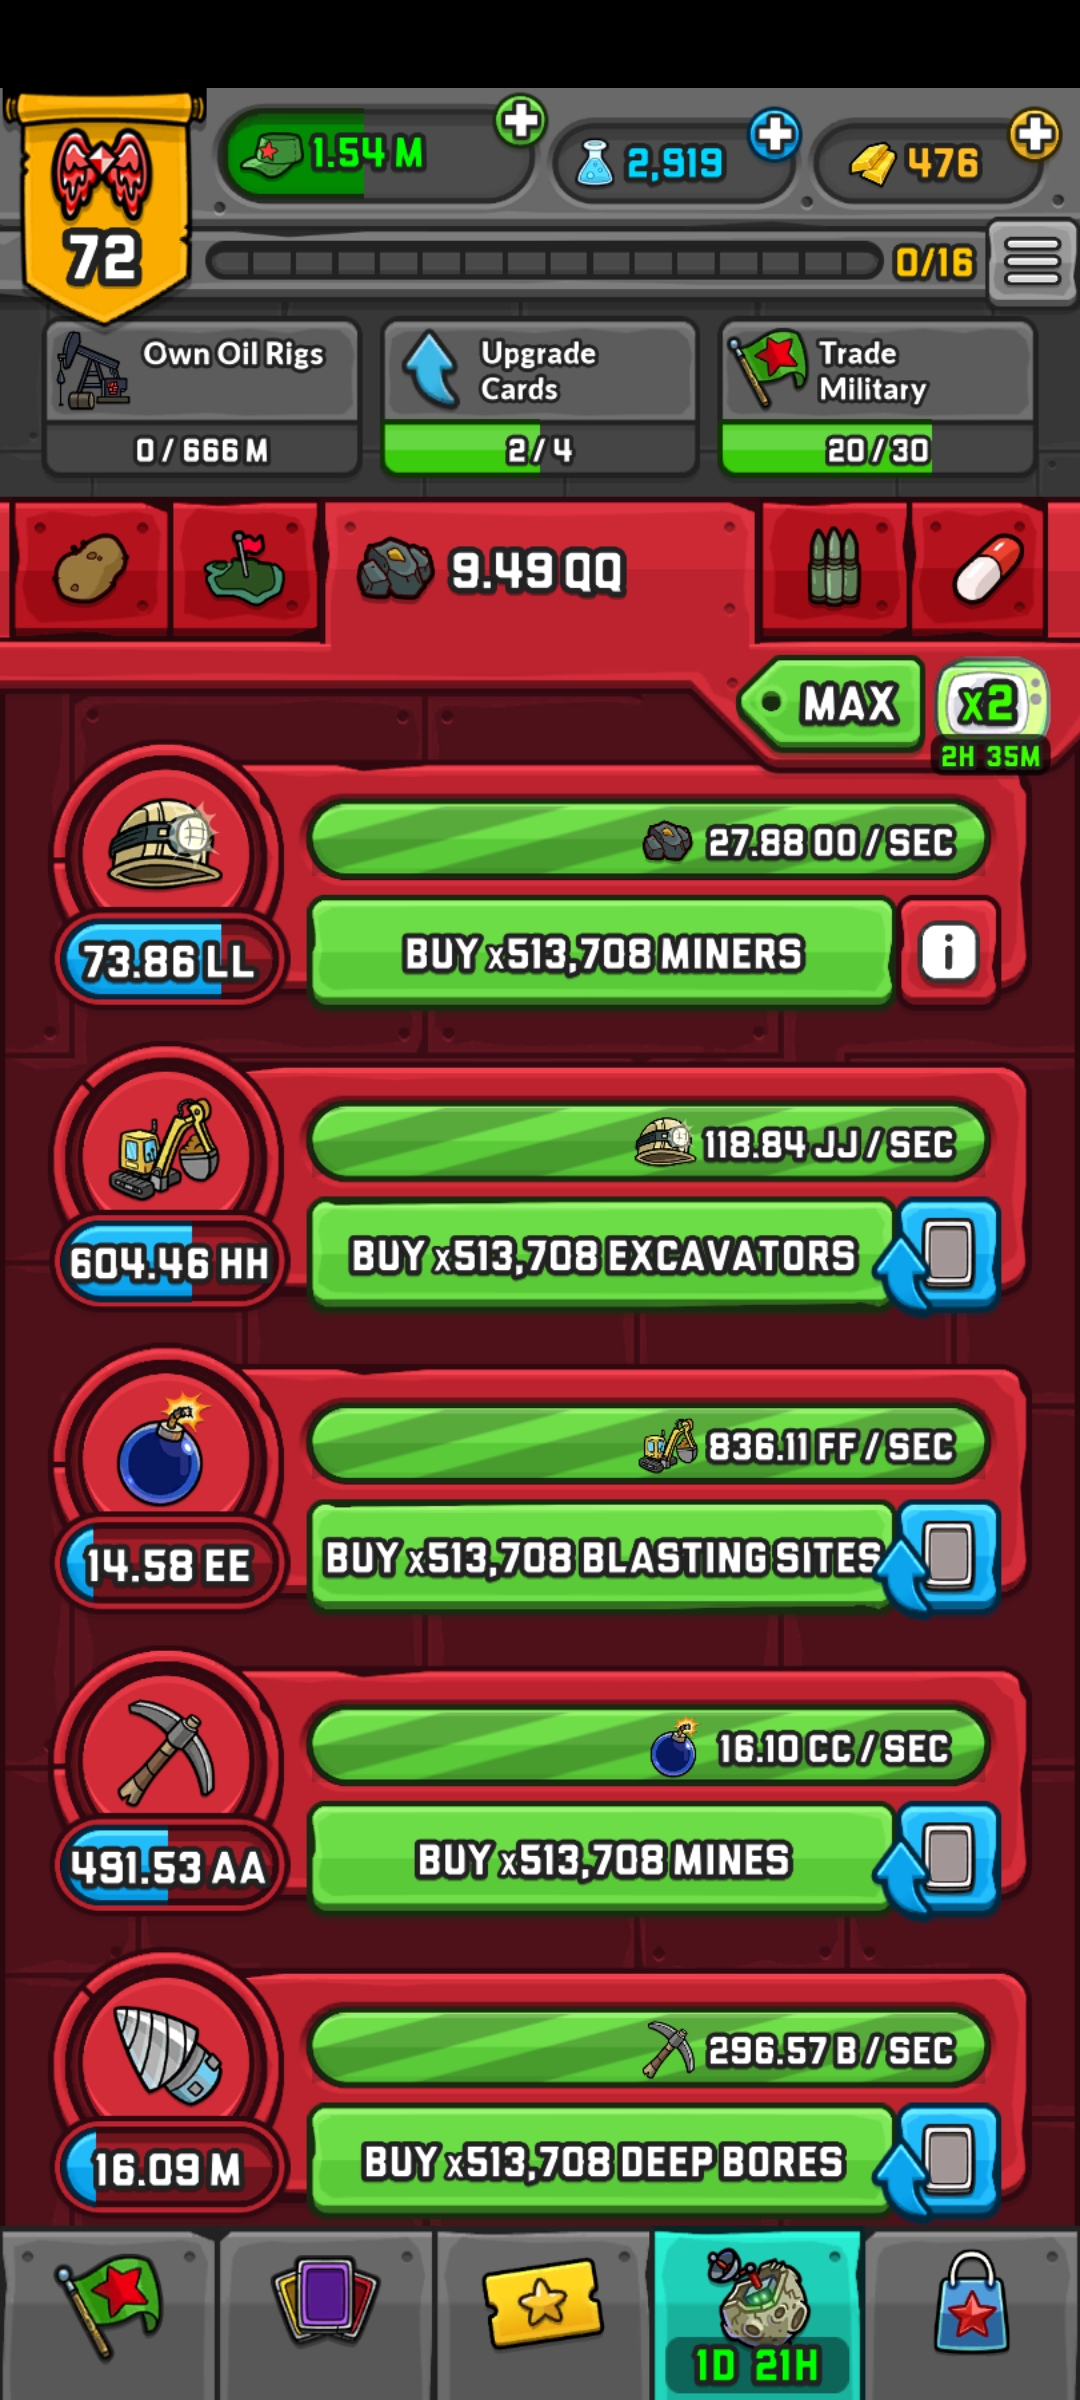 1.54 M
2,919
476
72
0/16
Own Oil Rigs
0 / 666 M
Upgrade
Cards
2 / 4
Trade
Military
20 / 30
9.49 QQ
MAX
x2
2H 35M
27.88 OO / SEC
73.86 LL
BUY x513,708 MINERS
i
118.84 JJ / SEC
604.46 HH
BUY x513,708 EXCAVATORS
836.11 FF / SEC
14.58 EE
BUY x513,708 BLASTING SITES
16.10 CC / SEC
491.53 AA
BUY x513,708 MINES
296.57 B / SEC
16.09 M
BUY x513,708 DEEP BORES
1D 21H